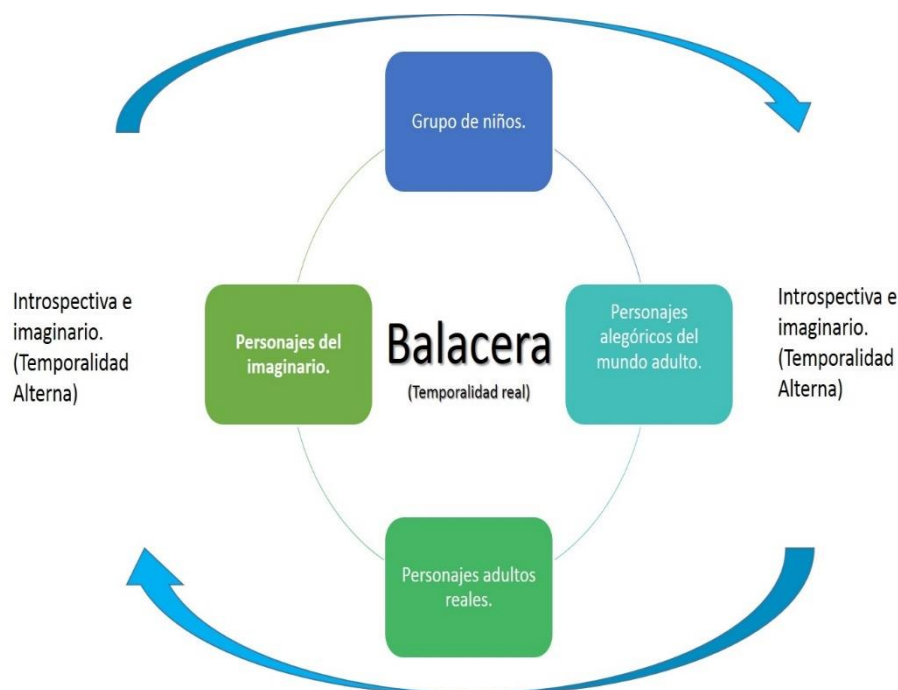 Grupo de niños.
Introspectiva e
imaginario.
(Temporalidad
Alterna)
Personajes del
imaginario.
Balacera
(Temporalidad real)
Personajes
alegóricos del
mundo adulto.
Introspectiva e
imaginario.
(Temporalidad
Alterna)
Personajes adultos
reales.